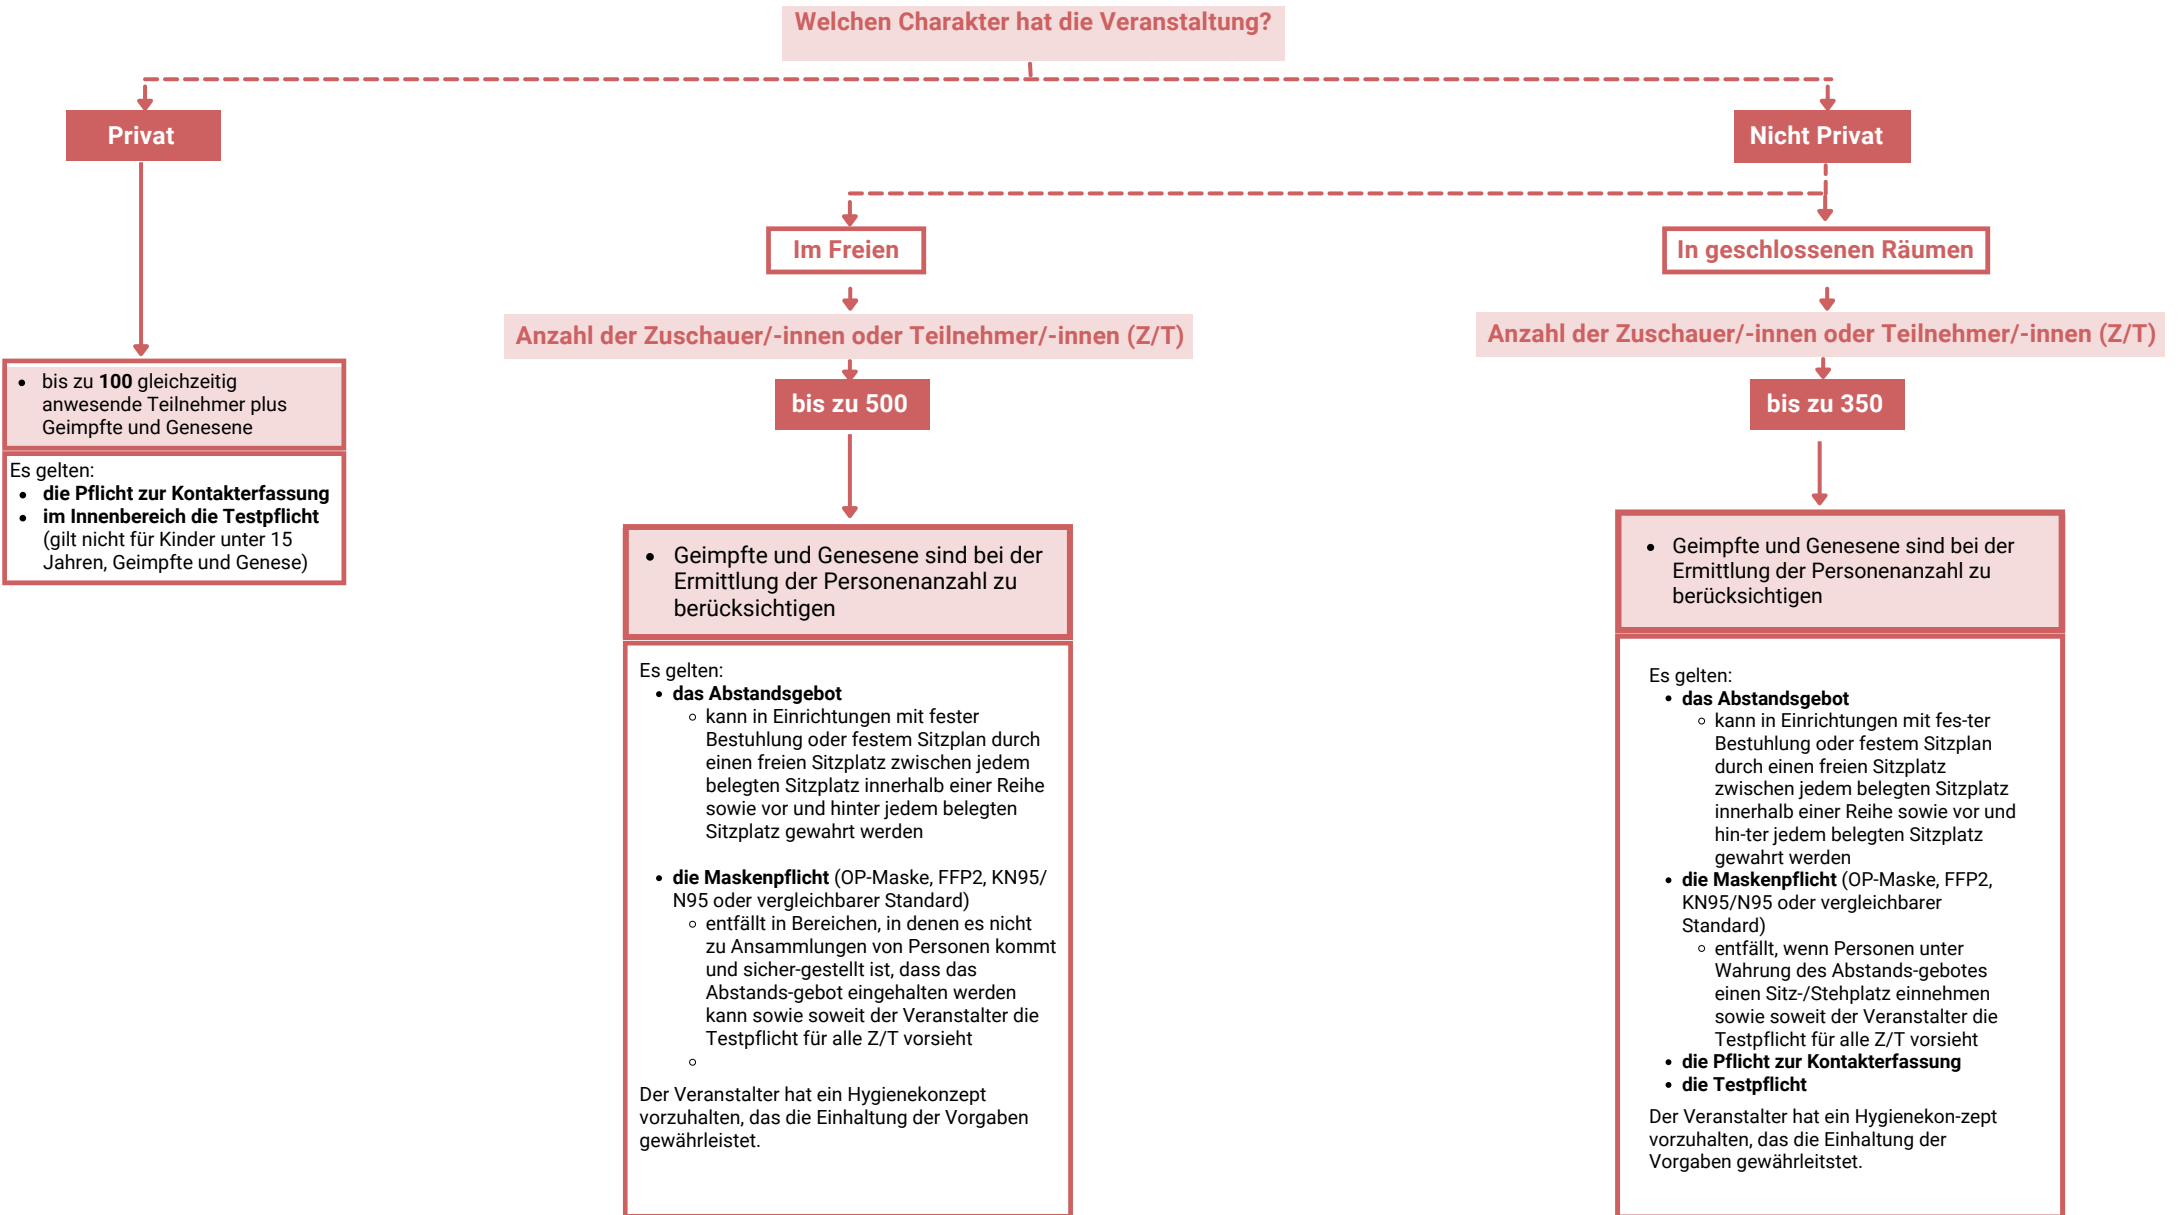 Welchen Charakter hat die Veranstaltung?
Privat
Nicht Privat
Im Freien
In geschlossenen Räumen
Anzahl der Zuschauer/-innen oder Teilnehmer/-innen (Z/T)
Anzahl der Zuschauer/-innen oder Teilnehmer/-innen (Z/T)
bis zu 500
bis zu 350
• bis zu 100 gleichzeitig
anwesende Teilnehmer plus
Geimpfte und Genesene
Es gelten:
• die Pflicht zur Kontakterfassung
• im Innenbereich die Testpflicht
(gilt nicht für Kinder unter 15
Jahren, Geimpfte und Genese)
• Geimpfte und Genesene sind bei der
Ermittlung der Personenanzahl zu
berücksichtigen
Es gelten:
• das Abstandsgebot
◦ kann in Einrichtungen mit fester
Bestuhlung oder festem Sitzplan durch
einen freien Sitzplatz zwischen jedem
belegten Sitzplatz innerhalb einer Reihe
sowie vor und hinter jedem belegten
Sitzplatz gewahrt werden
• die Maskenpflicht (OP-Maske, FFP2, KN95/
N95 oder vergleichbarer Standard)
◦ entfällt in Bereichen, in denen es nicht
zu Ansammlungen von Personen kommt
und sicher-gestellt ist, dass das
Abstands-gebot eingehalten werden
kann sowie soweit der Veranstalter die
Testpflicht für alle Z/T vorsieht
◦
Der Veranstalter hat ein Hygienekonzept
vorzuhalten, das die Einhaltung der Vorgaben
gewährleistet.
• Geimpfte und Genesene sind bei der
Ermittlung der Personenanzahl zu
berücksichtigen
Es gelten:
• das Abstandsgebot
◦ kann in Einrichtungen mit fes-ter
Bestuhlung oder festem Sitzplan
durch einen freien Sitzplatz
zwischen jedem belegten Sitzplatz
innerhalb einer Reihe sowie vor und
hin-ter jedem belegten Sitzplatz
gewahrt werden
• die Maskenpflicht (OP-Maske, FFP2,
KN95/N95 oder vergleichbarer
Standard)
◦ entfällt, wenn Personen unter
Wahrung des Abstands-gebotes
einen Sitz-/Stehplatz einnehmen
sowie soweit der Veranstalter die
Testpflicht für alle Z/T vorsieht
• die Pflicht zur Kontakterfassung
• die Testpflicht
Der Veranstalter hat ein Hygienekon-zept
vorzuhalten, das die Einhaltung der
Vorgaben gewährleitstet.